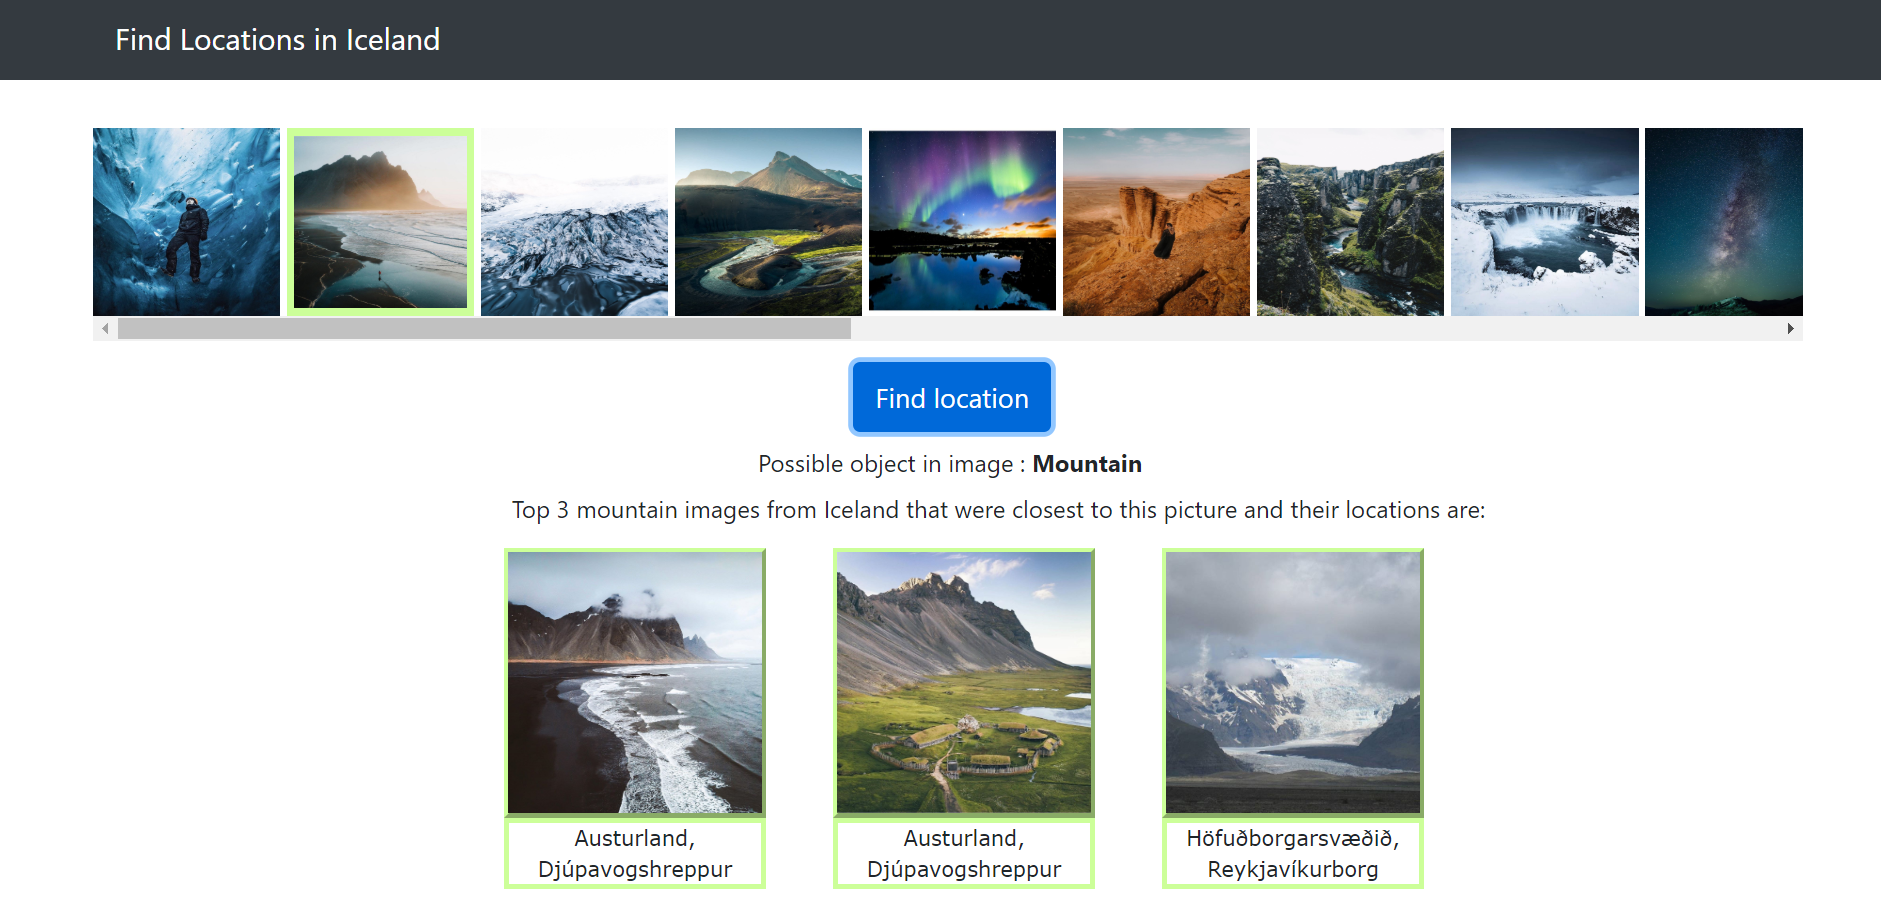 Find Locations in Iceland
Find location
Possible object in image : Mountain
Top 3 mountain images from Iceland that were closest to this picture and their locations are:
Austurland,
Djúpavogshreppur
Austurland,
Djúpavogshreppur
Höfuðborgarsvæðið,
Reykjavíkurborg